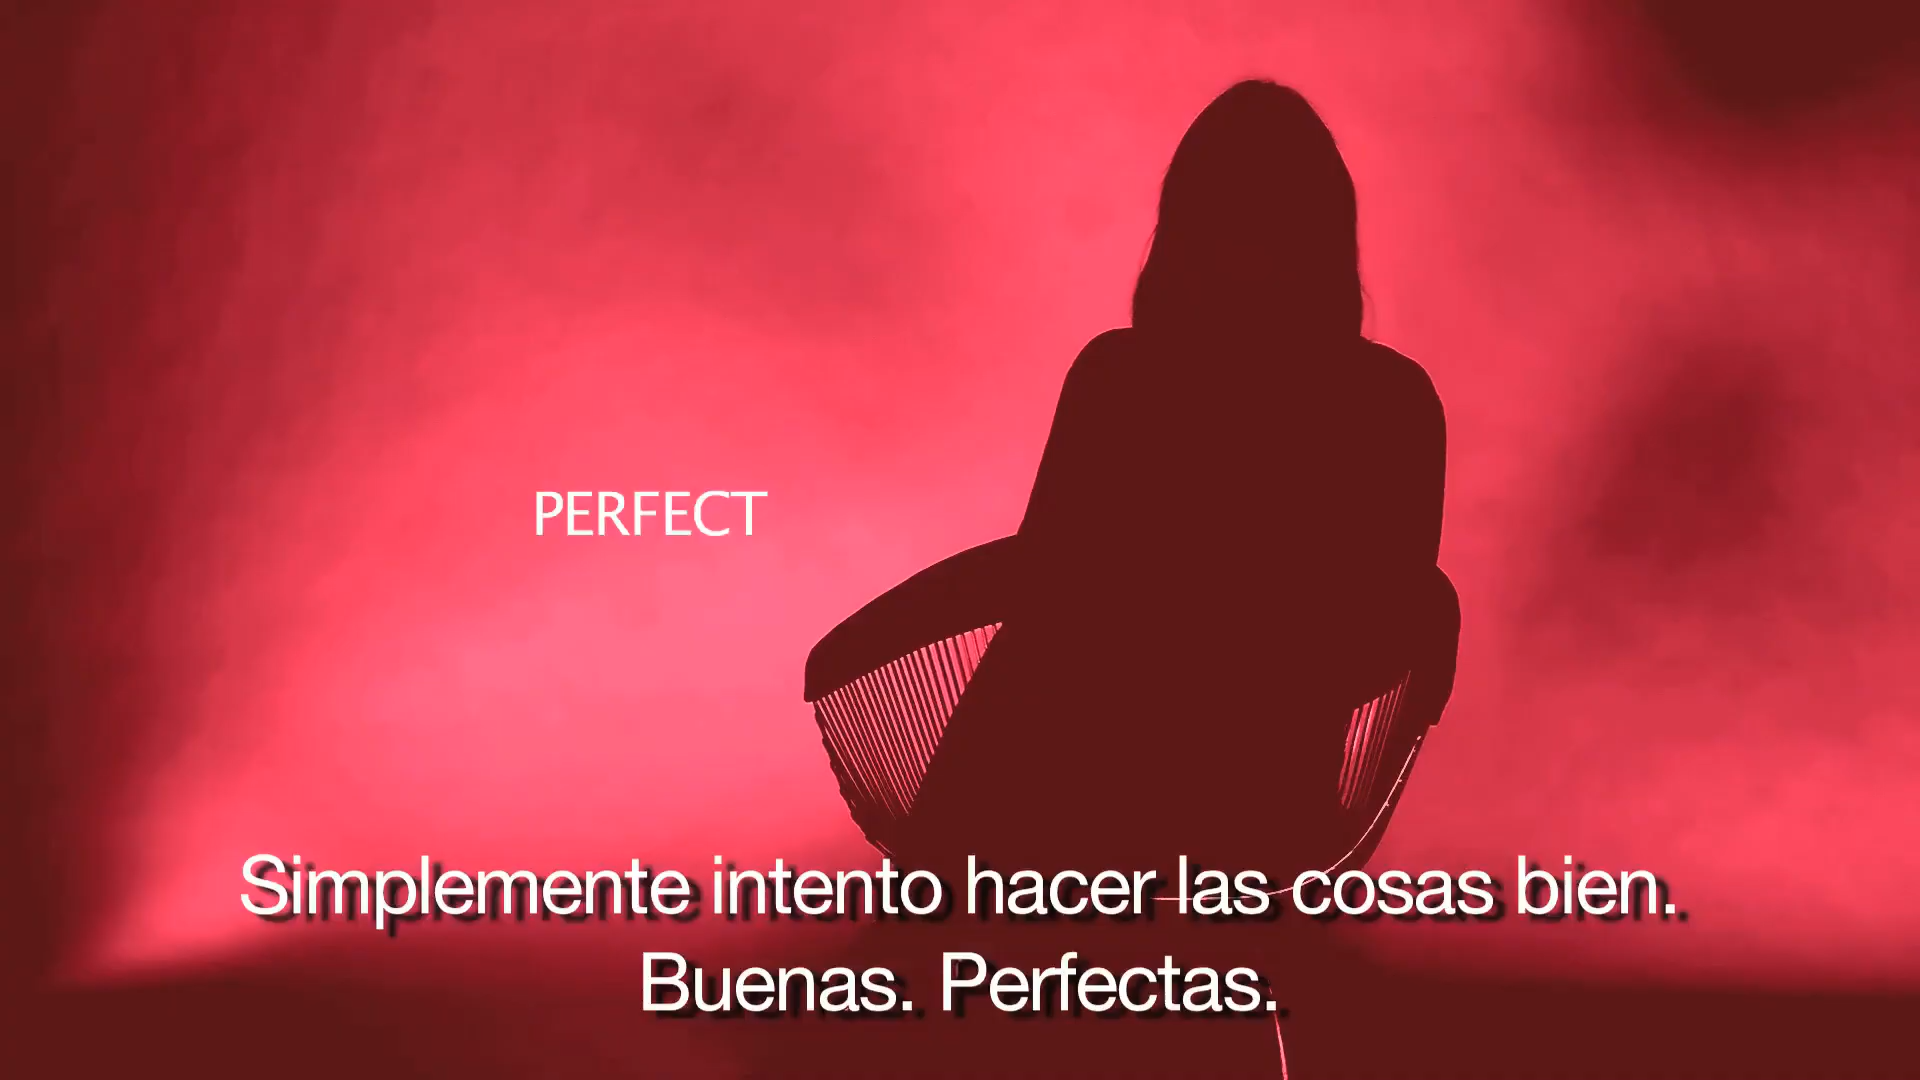 PERFECT
Simplemente intento hacer las cosas bien.
Buenas. Perfectas.